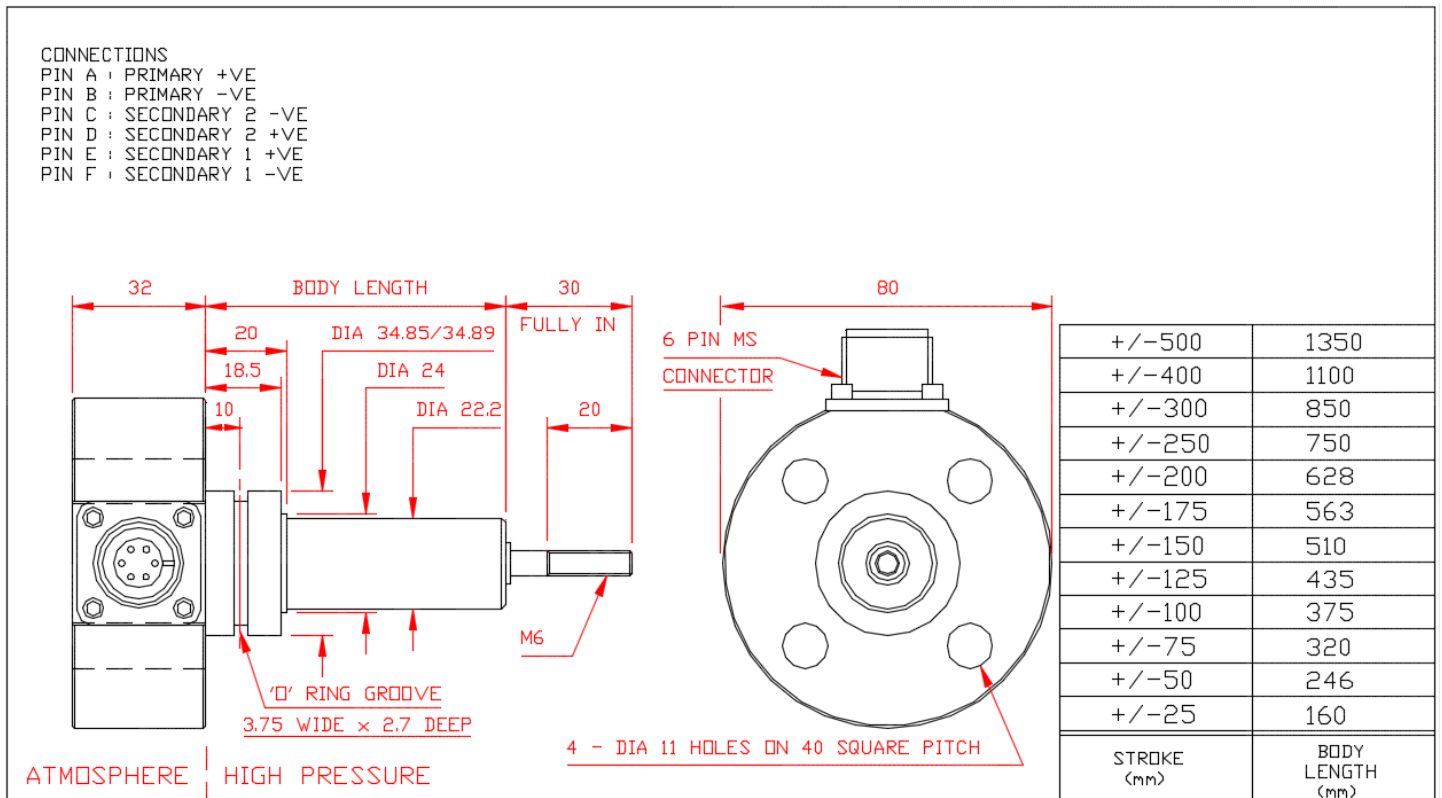 CONNECTIONS
PIN A : PRIMARY +VE
PIN B : PRIMARY -VE
PIN C : SECONDARY 2 -VE
PIN D : SECONDARY 2 +VE
PIN E : SECONDARY 1 +VE
PIN F : SECONDARY 1 -VE
32
BODY LENGTH
30
FULLY IN
20
DIA 34.85/34.89
18.5
DIA 24
10
DIA 22.2
20
M6
'O' RING GROOVE
3.75 WIDE x 2.7 DEEP
ATMOSPHERE
HIGH PRESSURE
80
6 PIN MS
CONNECTOR
4 - DIA 11 HOLES ON 40 SQUARE PITCH
+/-500 1350
+/-400 1100
+/-300 850
+/-250 750
+/-200 628
+/-175 563
+/-150 510
+/-125 435
+/-100 375
+/-75 320
+/-50 246
+/-25 160
STROKE
(mm)
BODY
LENGTH
(mm)